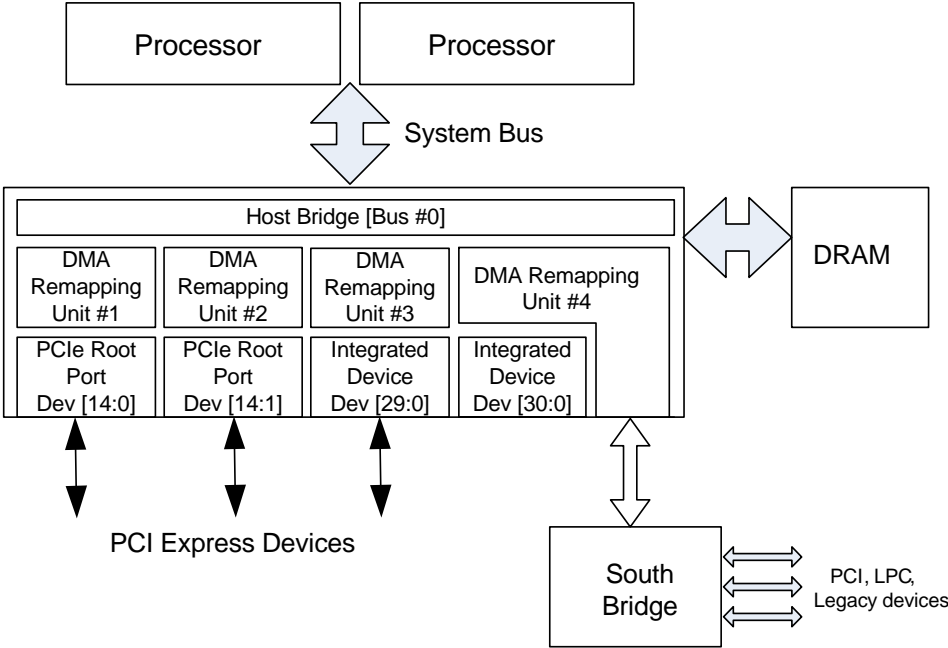 Processor
Processor
System Bus
Host Bridge [Bus #0]
DRAM
DMA
Remapping
Unit #1
DMA
Remapping
Unit #2
DMA
Remapping
Unit #3
DMA Remapping
Unit #4
PCIe Root
Port
Dev [14:0]
PCIe Root
Port
Dev [14:1]
Integrated
Device
Dev [29:0]
Integrated
Device
Dev [30:0]
PCI Express Devices
South
Bridge
PCI, LPC,
Legacy devices